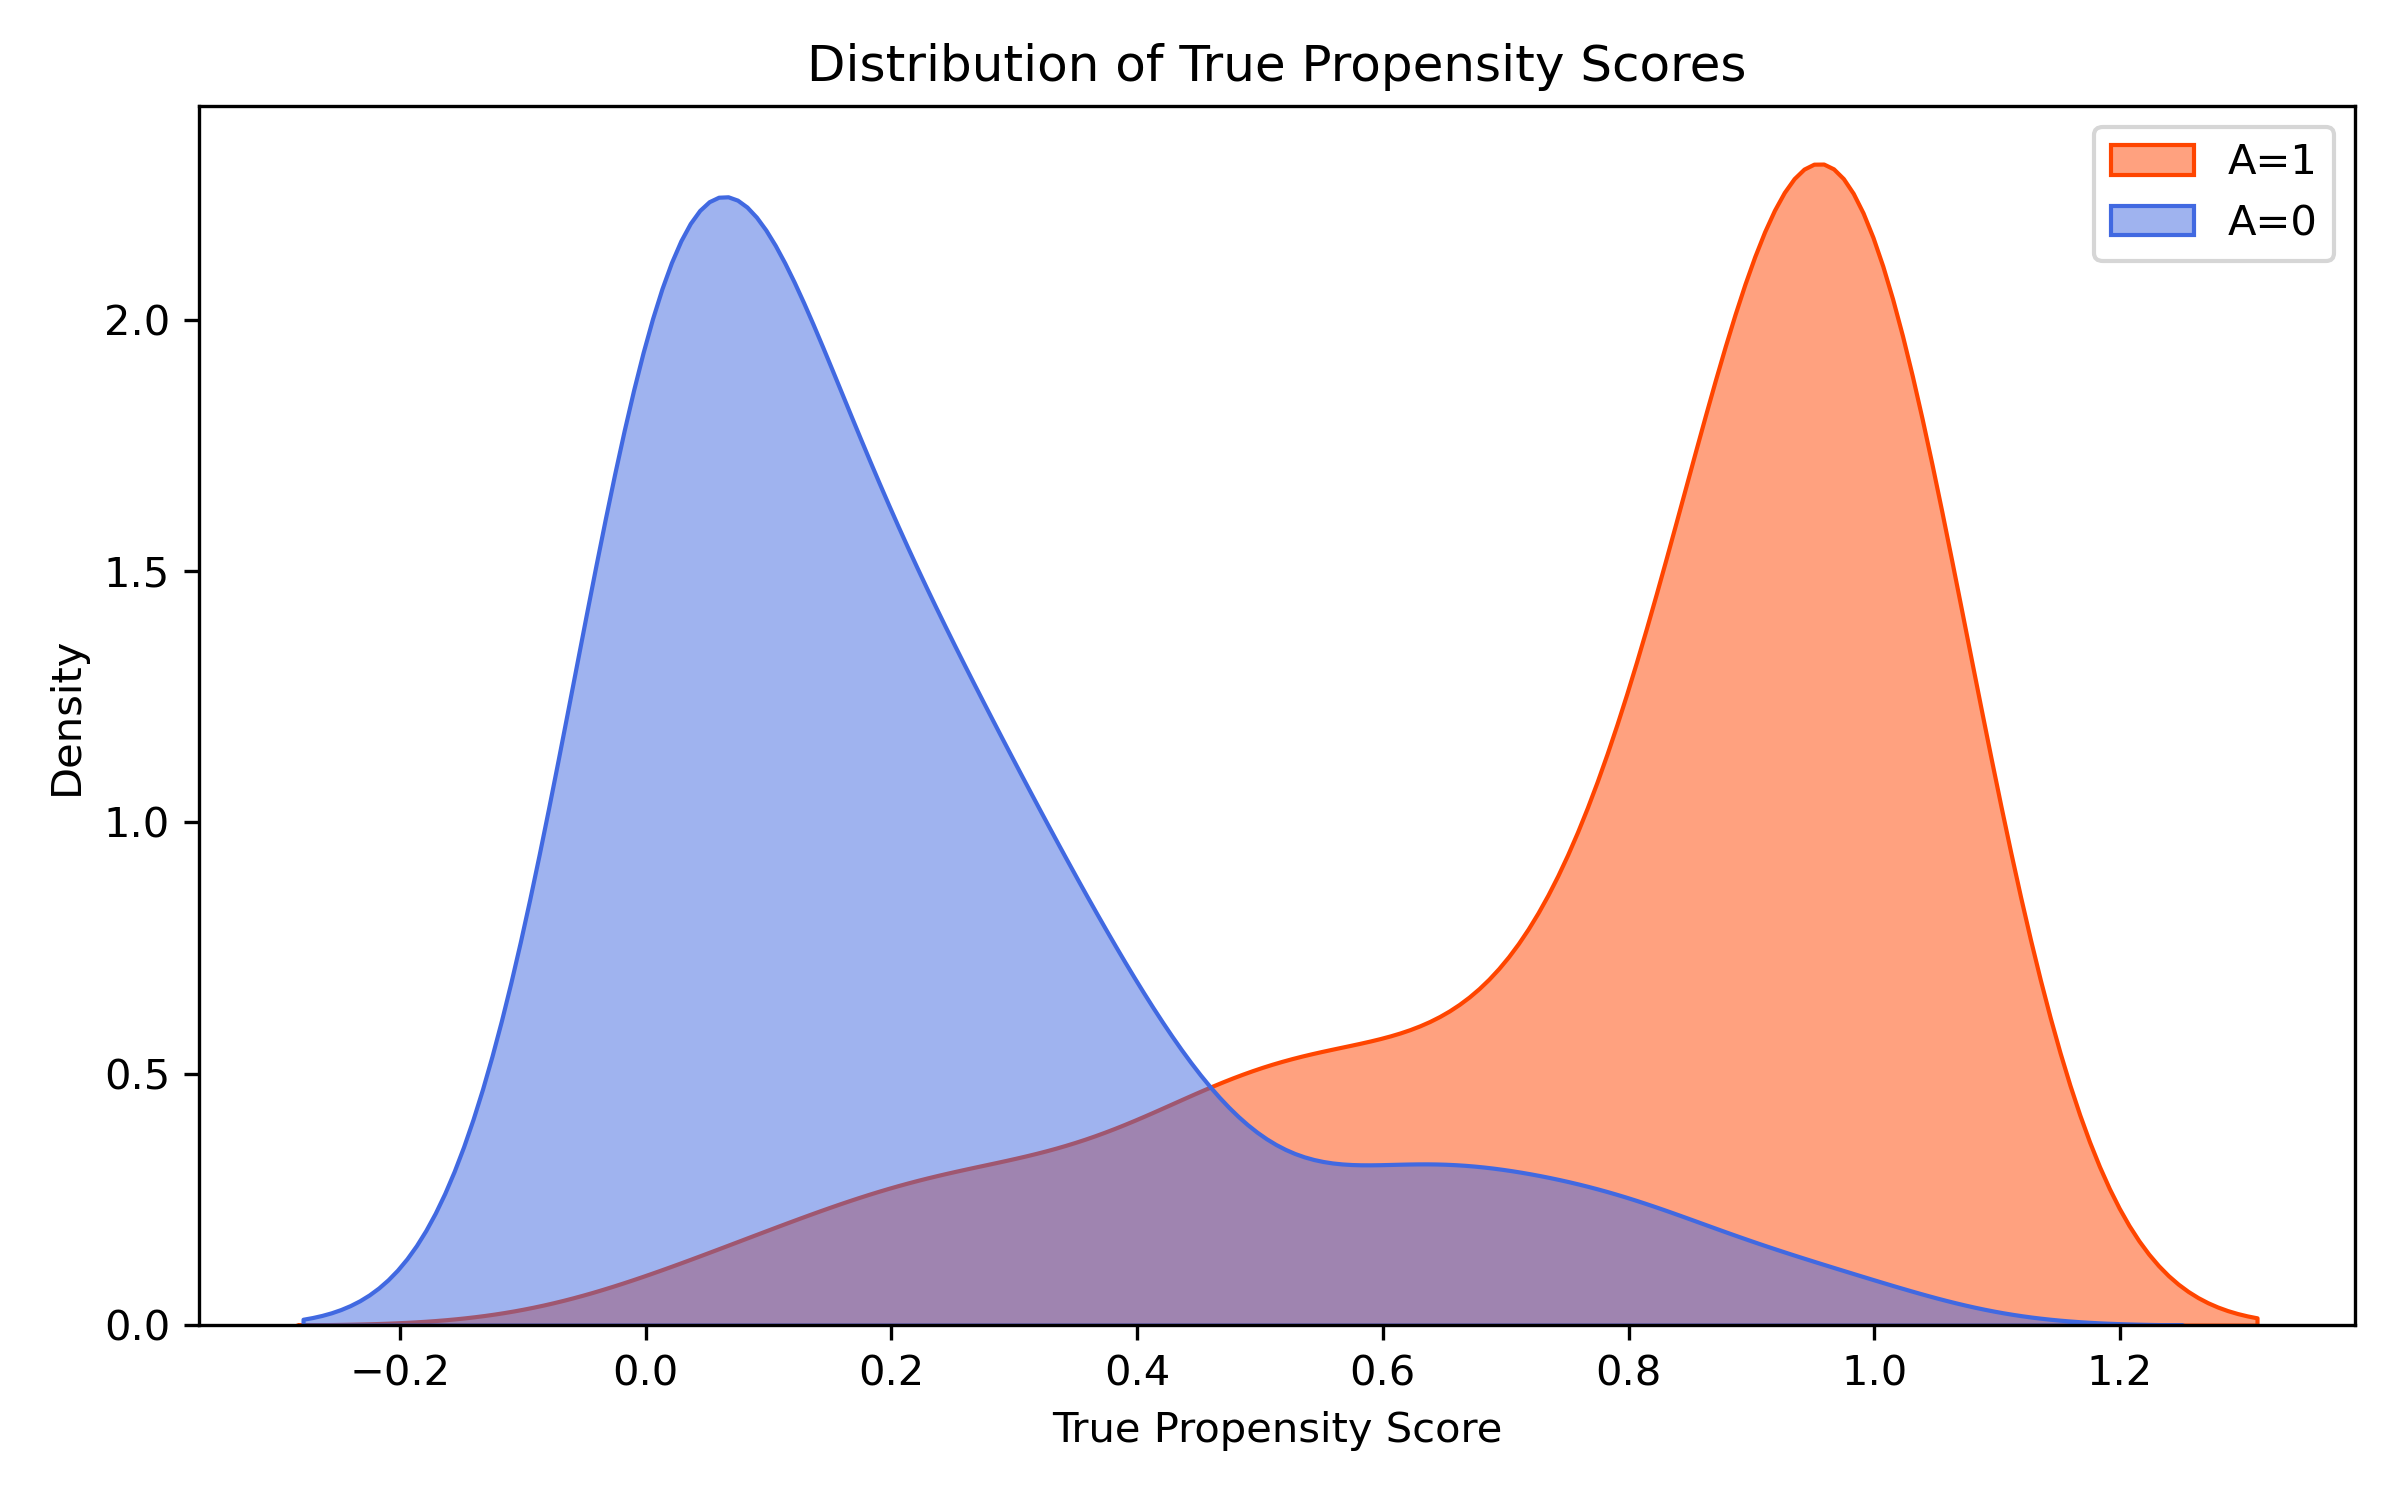 Distribution of True Propensity Scores
A=1
A=0
Density
2.0
1.5
1.0
0.5
0.0
−0.2 0.0 0.2 0.4 0.6 0.8 1.0 1.2
True Propensity Score